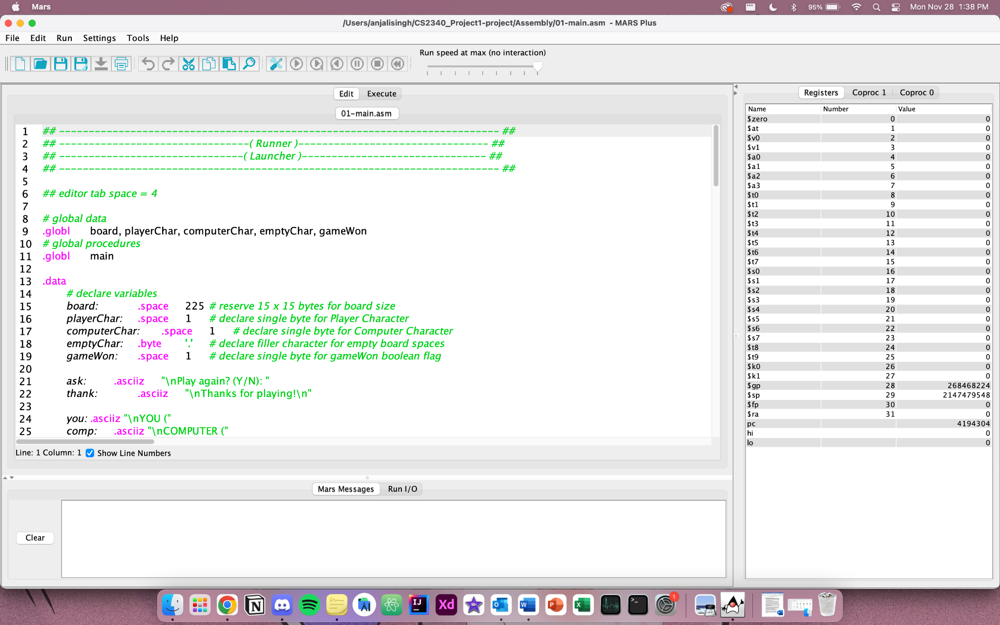 Mars
95%
Mon Nov 28 1:38 PM
/Users/anjalisingh/CS2340_Project1-project/Assembly/01-main.asm - MARS Plus
File Edit Run Settings Tools Help
Run speed at max (no interaction)
Edit Execute
01-main.asm
1 ## -------------------------------------------------------------------------- ##
2 ## --------------------------------( Runner )-------------------------------- ##
3 ## -------------------------------( Launcher )------------------------------- ##
4 ## -------------------------------------------------------------------------- ##
5
6 ## editor tab space = 4
7
8 # global data
9 .globl board, playerChar, computerChar, emptyChar, gameWon
10 # global procedures
11 .globl main
12
13 .data
14 # declare variables
15 board: .space 225 # reserve 15 x 15 bytes for board size
16 playerChar: .space 1 # declare single byte for Player Character
17 computerChar: .space 1 # declare single byte for Computer Character
18 emptyChar: .byte '.' # declare filler character for empty board spaces
19 gameWon: .space 1 # declare single byte for gameWon boolean flag
20
21 ask: .asciiz "\nPlay again? (Y/N): "
22 thank: .asciiz "\nThanks for playing!\n"
23
24 you: .asciiz "\nYOU ("
25 comp: .asciiz "\nCOMPUTER ("
Line: 1 Column: 1 Show Line Numbers
Mars Messages Run I/O
Clear
Registers Coproc 1 Coproc 0
Name Number Value
$zero 0 0
$at 1 0
$v0 2 0
$v1 3 0
$a0 4 0
$a1 5 0
$a2 6 0
$a3 7 0
$t0 8 0
$t1 9 0
$t2 10 0
$t3 11 0
$t4 12 0
$t5 13 0
$t6 14 0
$t7 15 0
$s0 16 0
$s1 17 0
$s2 18 0
$s3 19 0
$s4 20 0
$s5 21 0
$s6 22 0
$s7 23 0
$t8 24 0
$t9 25 0
$k0 26 0
$k1 27 0
$gp 28 268468224
$sp 29 2147479548
$fp 30 0
$ra 31 0
pc 4194304
hi 0
lo 0
N
IJ
Xd
O
W
P
X
>_
1